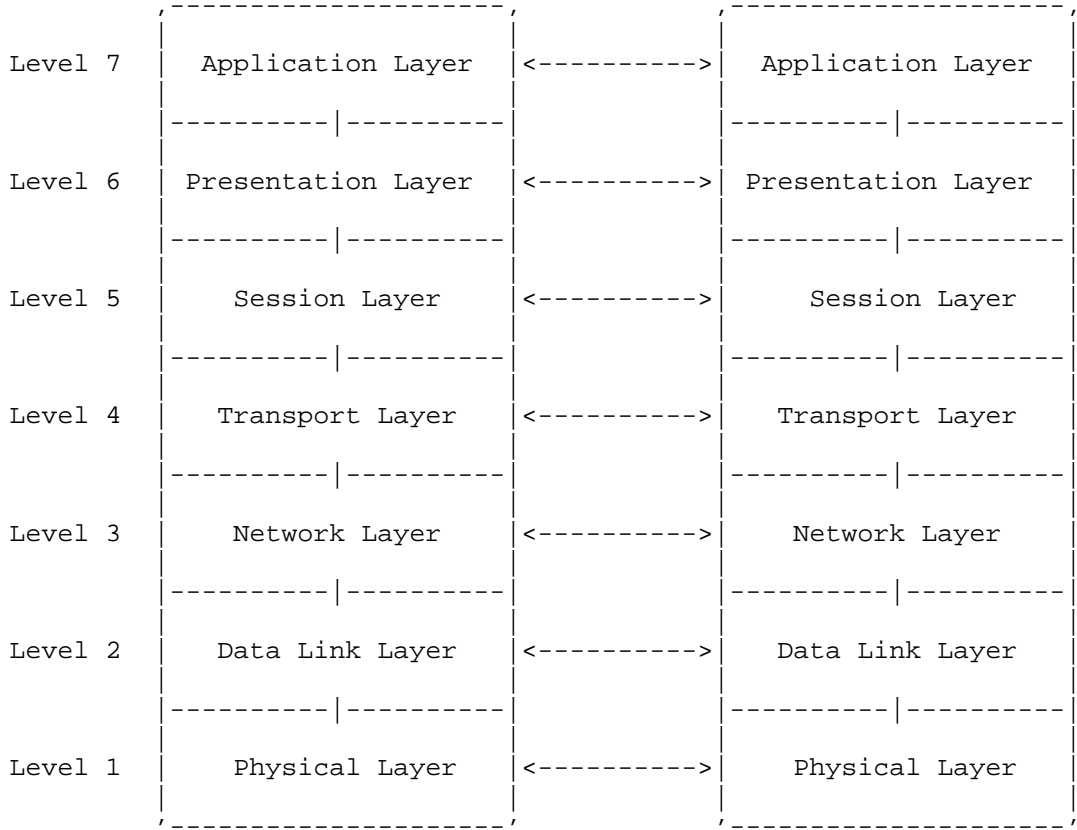 Level 7 Application Layer <----------> Application Layer
Level 6 Presentation Layer <----------> Presentation Layer
Level 5 Session Layer <----------> Session Layer
Level 4 Transport Layer <----------> Transport Layer
Level 3 Network Layer <----------> Network Layer
Level 2 Data Link Layer <----------> Data Link Layer
Level 1 Physical Layer <----------> Physical Layer